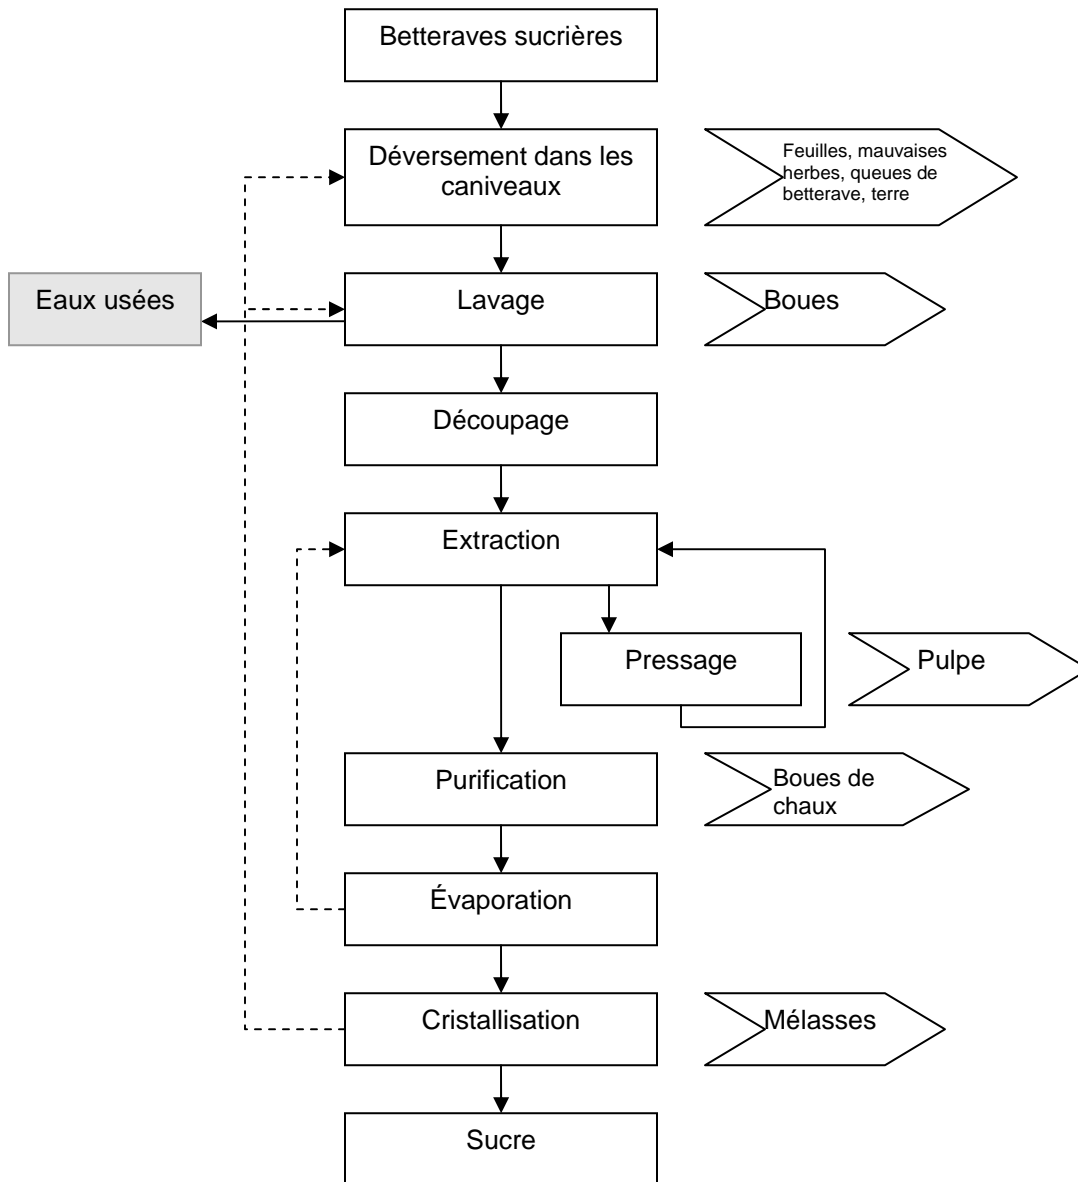 Betteraves sucrières
Déversement dans les
caniveaux
Feuilles, mauvaises
herbes, queues de
betterave, terre
Eaux usées
Lavage
Boues
Découpage
Extraction
Pressage
Pulpe
Purification
Boues de
chaux
Évaporation
Cristallisation
Mélasses
Sucre